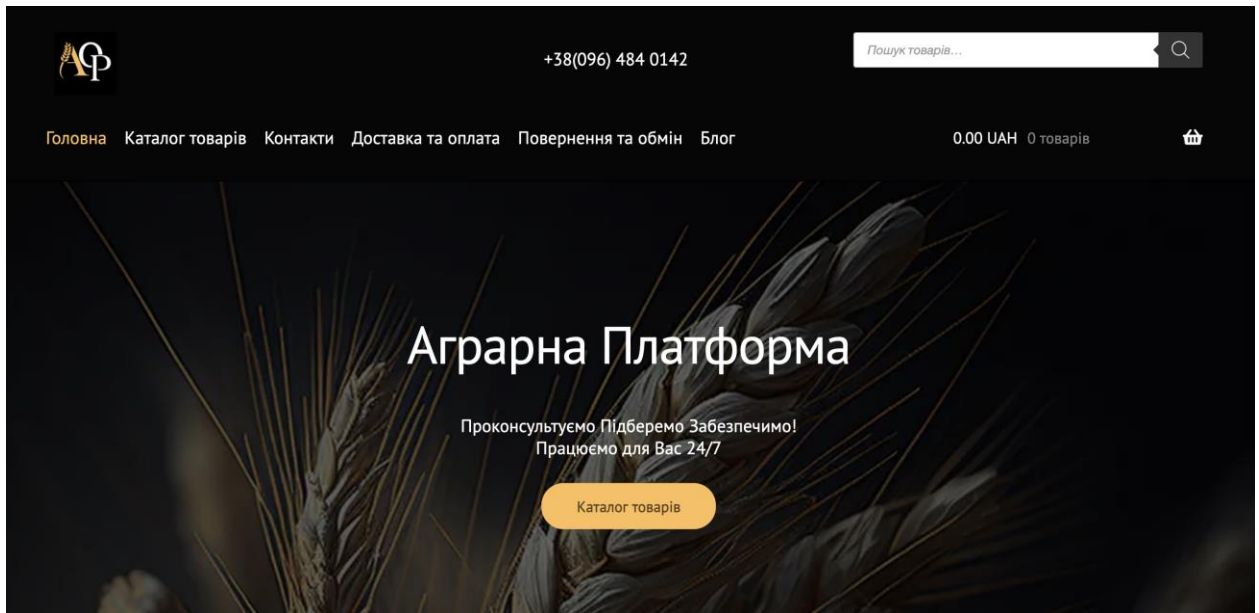 АФР
+38(096) 484 0142
Пошук товарів...
Головна Каталог товарів Контакти Доставка та оплата Повернення та обмін Блог
0.00 UAH 0 товарів
Аграрна Платформа
Проконсультуємо Підберемо Забезпечимо!
Працюємо для Вас 24/7
Каталог товарів